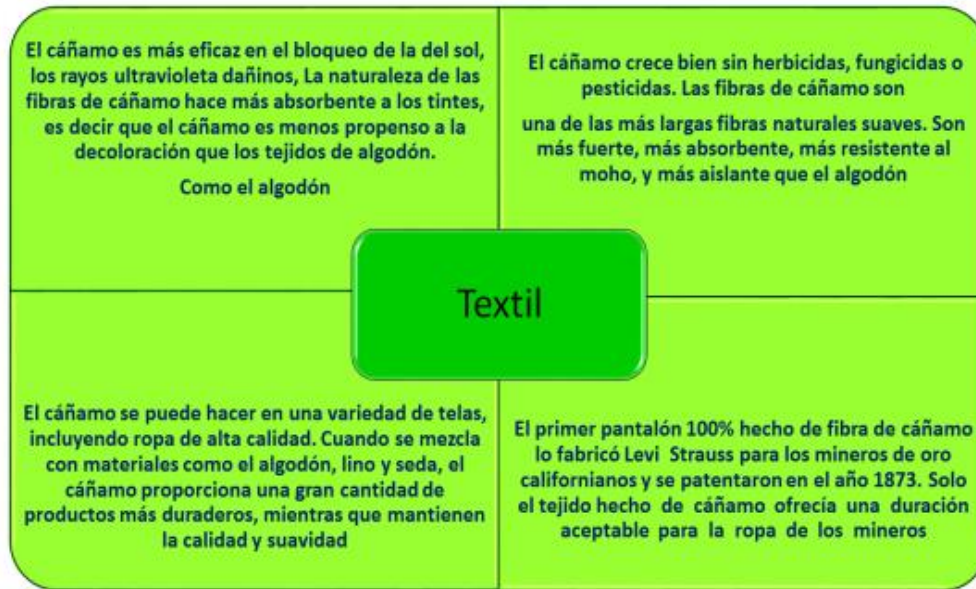 El cáñamo es más eficaz en el bloqueo de la del sol,
los rayos ultravioleta dañinos, La naturaleza de las
fibras de cáñamo hace más absorbente a los tintes,
es decir que el cáñamo es menos propenso a la
decoloración que los tejidos de algodón.
Como el algodón
El cáñamo crece bien sin herbicidas, fungicidas o
pesticidas. Las fibras de cáñamo son
una de las más largas fibras naturales suaves. Son
más fuerte, más absorbente, más resistente al
moho, y más aislante que el algodón
Textil
El cáñamo se puede hacer en una variedad de telas,
incluyendo ropa de alta calidad. Cuando se mezcla
con materiales como el algodón, lino y seda, el
cáñamo proporciona una gran cantidad de
productos más duraderos, mientras que mantienen
la calidad y suavidad
El primer pantalón 100% hecho de fibra de cáñamo
lo fabricó Levi Strauss para los mineros de oro
californianos y se patentaron en el año 1873. Solo
el tejido hecho de cáñamo ofrecía una duración
aceptable para la ropa de los mineros